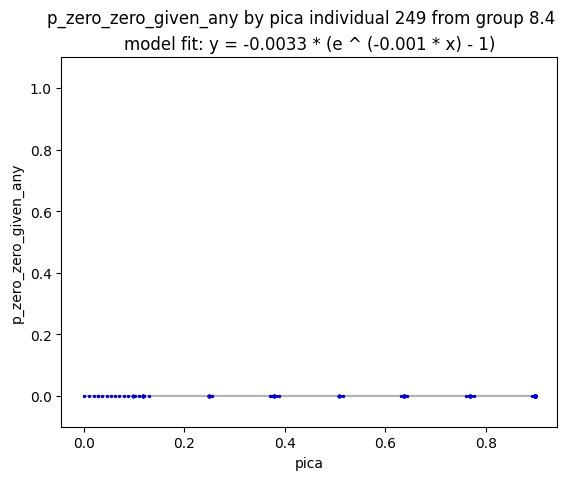 p_zero_zero_given_any by pica individual 249 from group 8.4
model fit: y = -0.0033 * (e ^ (-0.001 * x) - 1)
1.0
0.8
0.6
0.4
0.2
0.0
p_zero_zero_given_any
0.0 0.2 0.4 0.6 0.8
pica